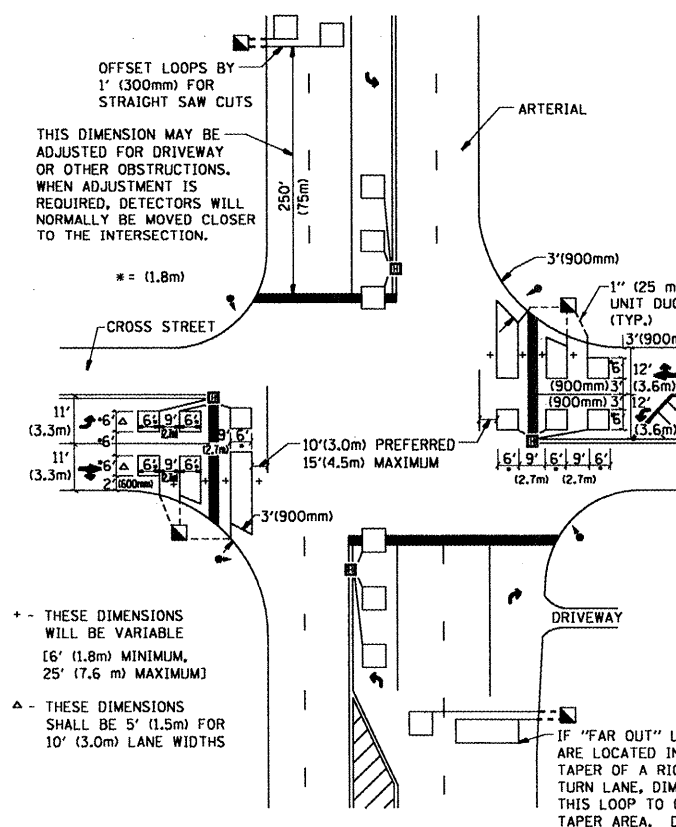 OFFSET LOOPS BY
1' (300mm) FOR
STRAIGHT SAW CUTS
THIS DIMENSION MAY BE
ADJUSTED FOR DRIVEWAY
OR OTHER OBSTRUCTIONS.
WHEN ADJUSTMENT IS
REQUIRED, DETECTORS WILL
NORMALLY BE MOVED CLOSER
TO THE INTERSECTION.
250'
(75m)
ARTERIAL
* = (1.8m)
3'(900mm)
1" (25 m
UNIT DUC
(TYP.)
CROSS STREET
3'(900m
6'
12'
(3.6m)
(900mm) 3'
(900mm) 3'
12'
6'
(3.6m)
11'
(3.3m)
6'
6' 9' 6'
(2.7m)
6'
9' 6'
(2.7m)
11'
(3.3m)
6'
6' 9' 6'
(2.7m)
2' (600mm)
10'(3.0m) PREFERRED
15'(4.5m) MAXIMUM
6' 9' 6' 9' 6'
(2.7m) (2.7m)
3'(900mm)
+ - THESE DIMENSIONS
WILL BE VARIABLE
[6' (1.8m) MINIMUM,
25' (7.6 m) MAXIMUM]
DRIVEWAY
△ - THESE DIMENSIONS
SHALL BE 5' (1.5m) FOR
10' (3.0m) LANE WIDTHS
IF "FAR OUT" L
ARE LOCATED IN
TAPER OF A RIG
TURN LANE, DIM
THIS LOOP TO
TAPER AREA. D